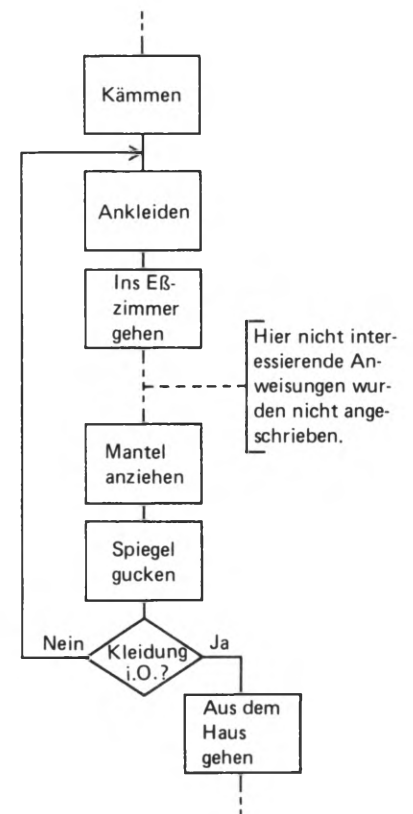 Kämmen
Ankleiden
Ins Eß-
zimmer
gehen
Hier nicht inter-
essierende An-
weisungen wur-
den nicht ange-
schrieben.
Mantel
anziehen
Spiegel
gucken
Nein
Kleidung
i.O.?
Ja
Aus dem
Haus
gehen